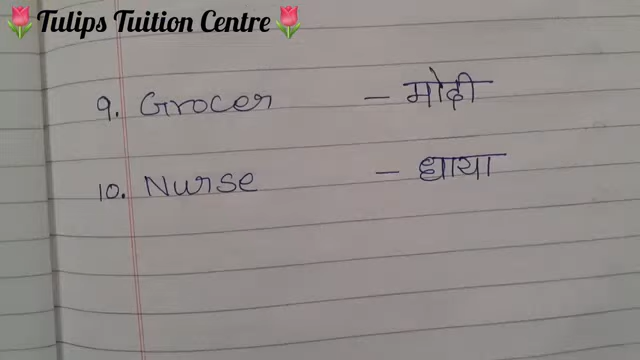 🌷Tulips Tuition Centre🌷
9. Grocer – मोदी
10. Nurse – धाया